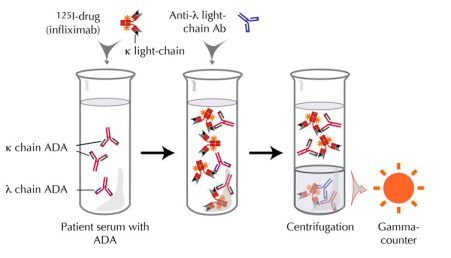 ¹²⁵I-drug
(infliximab)
κ light-chain
Anti-λ light-
chain Ab
κ chain ADA
λ chain ADA
Patient serum with
ADA
Centrifugation
Gamma-
counter